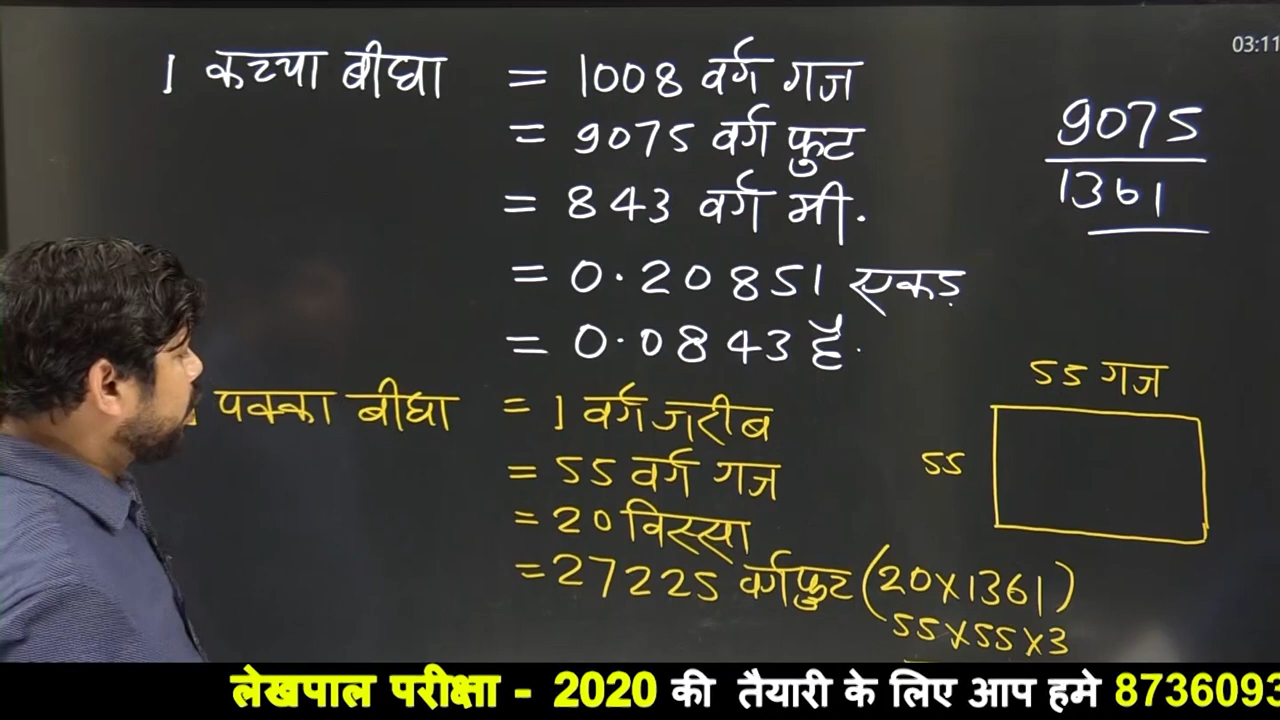 03:11
1 कच्चा बीघा = 1008 वर्ग गज
= 9075 वर्ग फुट
= 843 वर्ग मी.
= 0.20851 एकड़
= 0.0843 है.
9075
1361
पक्का बीघा = 1 वर्ग जरीब
= 55 वर्ग गज
= 20 विस्सा
= 27225 वर्गफुट (20×1361)
55×55×3
55 गज
55
लेखपाल परीक्षा - 2020 की तैयारी के लिए आप हमे 8736093